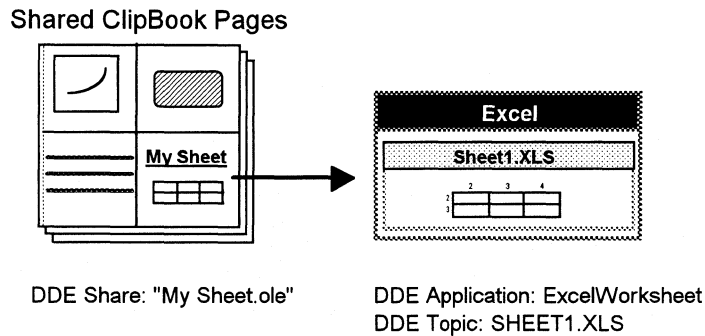 Shared ClipBook Pages
My Sheet
Excel
Sheet1.XLS
2 3 4
2
3
DDE Share: "My Sheet.ole"
DDE Application: ExcelWorksheet
DDE Topic: SHEET1.XLS